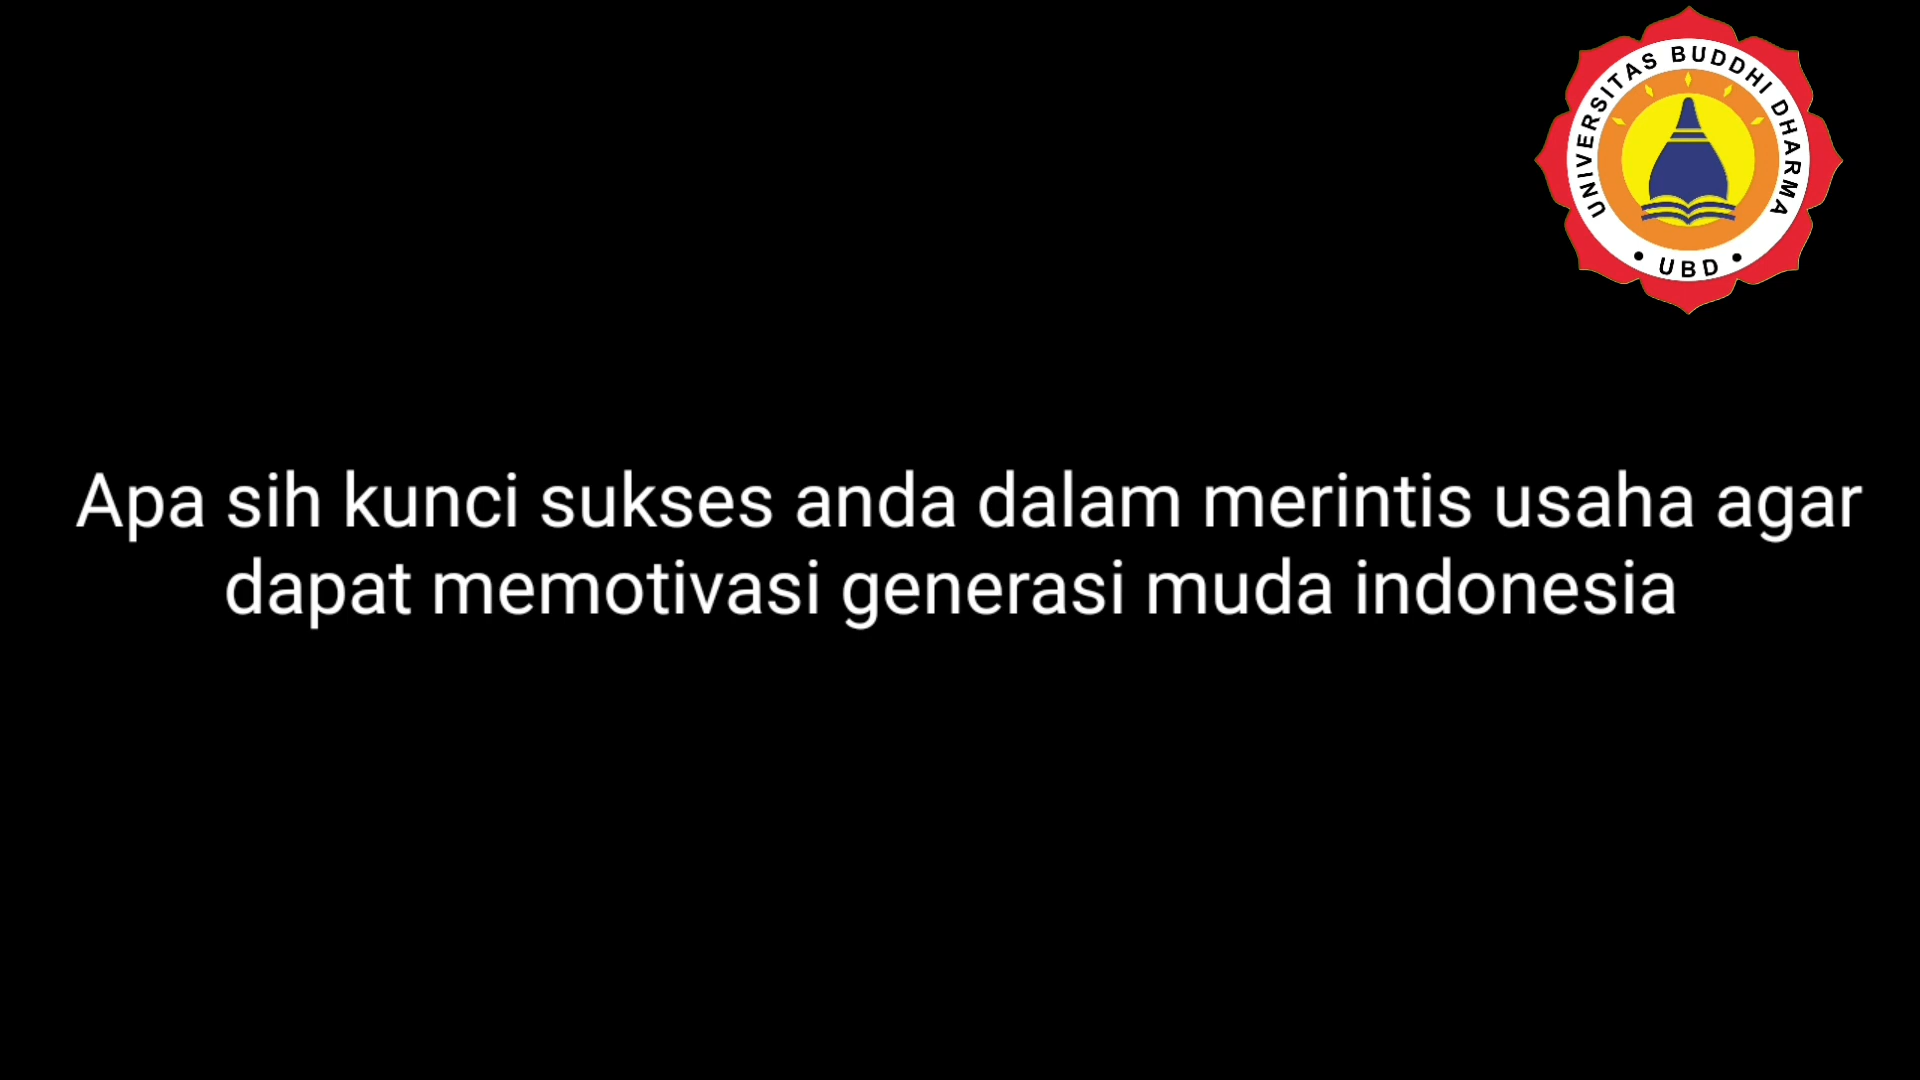 UNIVERSITAS BUDDHI DHARMA
• UBD •
Apa sih kunci sukses anda dalam merintis usaha agar
dapat memotivasi generasi muda indonesia